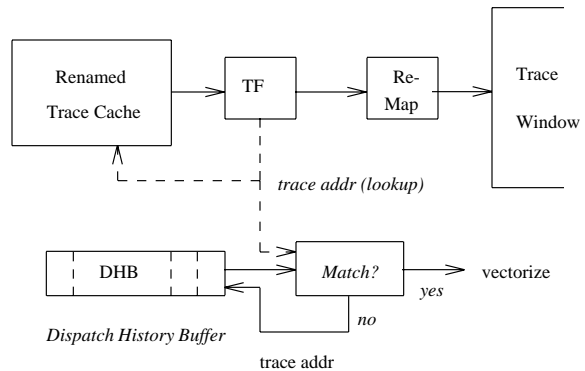 Renamed
Trace Cache
TF
Re-
Map
Trace
Window
trace addr (lookup)
DHB
Match?
vectorize
yes
no
Dispatch History Buffer
trace addr